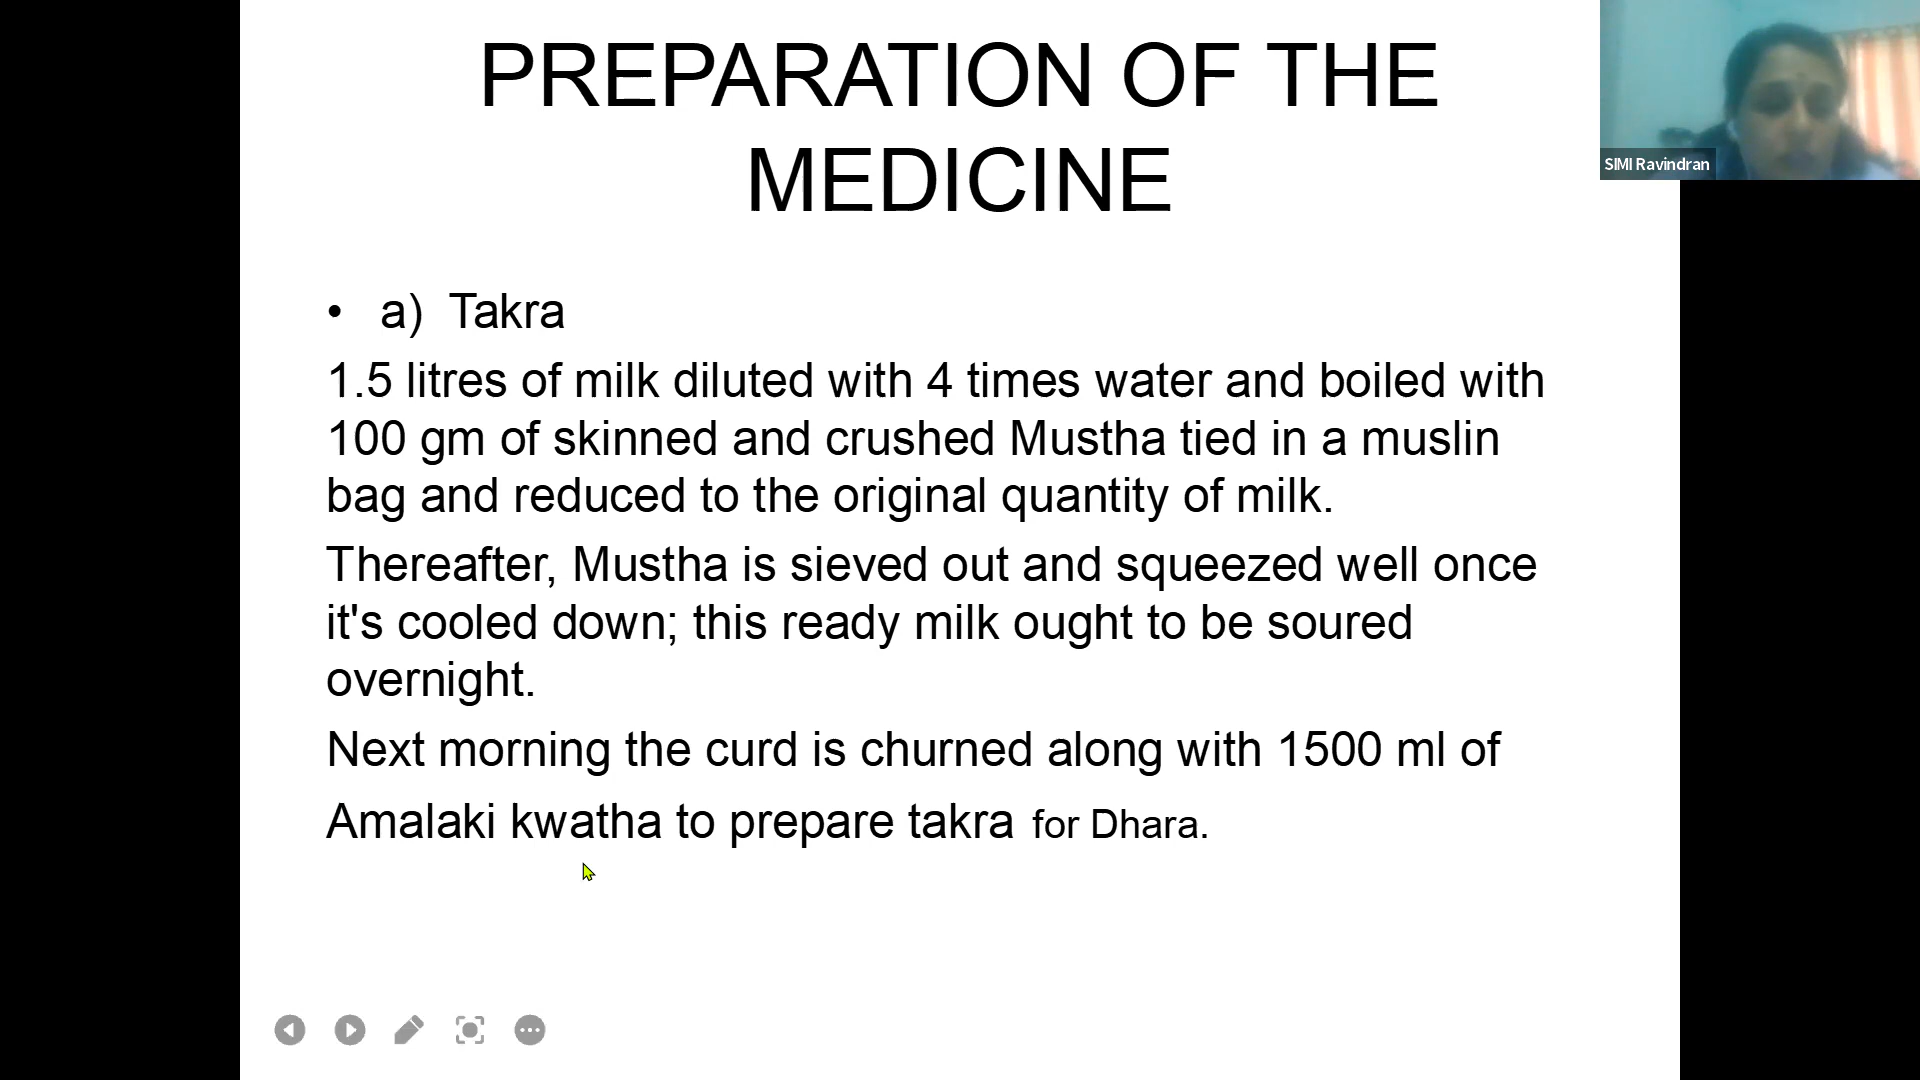 PREPARATION OF THE
MEDICINE
SIMI Ravindran
• a) Takra
1.5 litres of milk diluted with 4 times water and boiled with
100 gm of skinned and crushed Mustha tied in a muslin
bag and reduced to the original quantity of milk.
Thereafter, Mustha is sieved out and squeezed well once
it's cooled down; this ready milk ought to be soured
overnight.
Next morning the curd is churned along with 1500 ml of
Amalaki kwatha to prepare takra for Dhara.